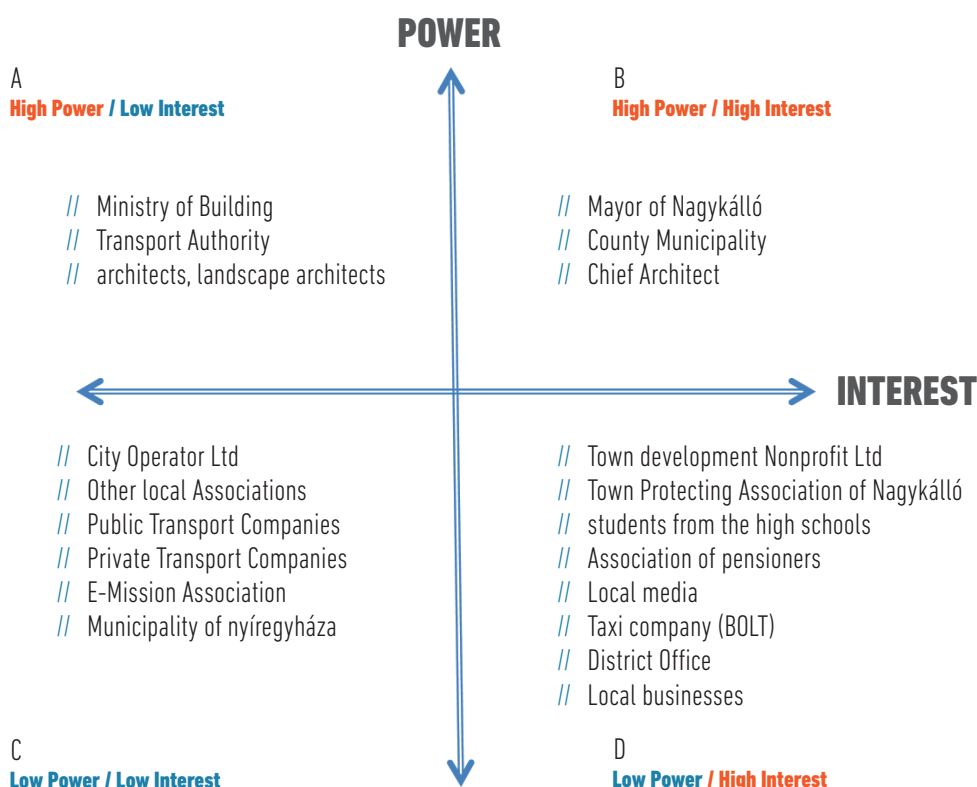 POWER
A
High Power / Low Interest
B
High Power / High Interest
// Ministry of Building
// Transport Authority
// architects, landscape architects
// Mayor of Nagykálló
// County Municipality
// Chief Architect
INTEREST
// City Operator Ltd
// Other local Associations
// Public Transport Companies
// Private Transport Companies
// E-Mission Association
// Municipality of nyíregyháza
// Town development Nonprofit Ltd
// Town Protecting Association of Nagykálló
// students from the high schools
// Association of pensioners
// Local media
// Taxi company (BOLT)
// District Office
// Local businesses
C
Low Power / Low Interest
D
Low Power / High Interest